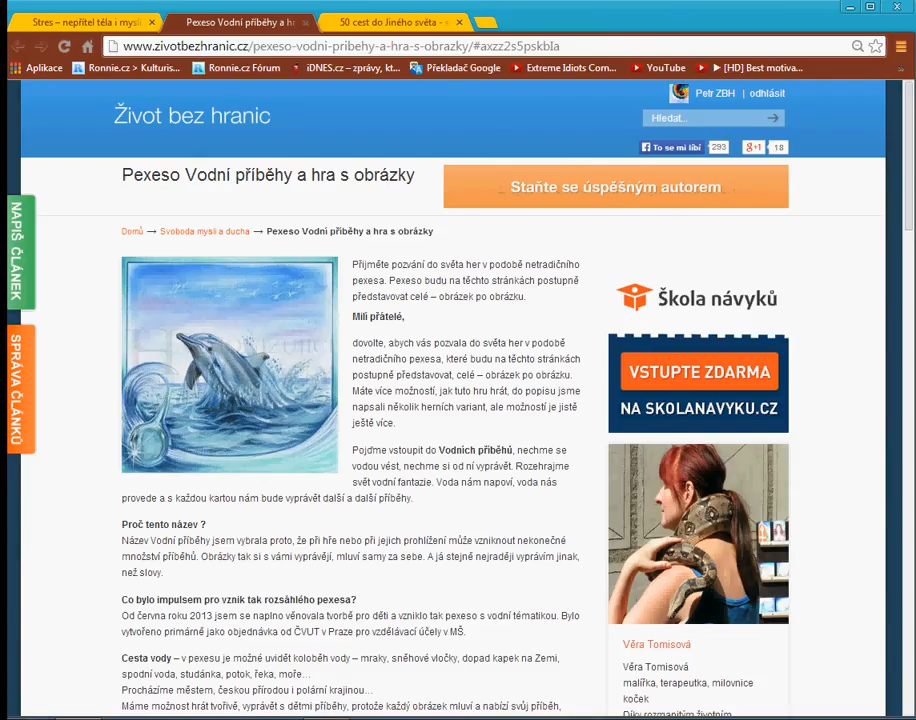 Stres – nepřítel těla i mysli
Pexeso Vodní příběhy a hr
50 cest do Jiného světa -
www.zivotbezhranic.cz/pexeso-vodni-pribehy-a-hra-s-obrazky/#axzz2s5pskbIa
Aplikace
Ronnie.cz > Kulturis...
Ronnie.cz Fórum
iDNES.cz – zprávy, kt...
Překladač Google
Extreme Idiots Com...
YouTube
[HD] Best motiva...
Život bez hranic
Petr ZBH | odhlásit
Hledat...
To se mi líbí 293
g+1 18
Pexeso Vodní příběhy a hra s obrázky
Staňte se úspěšným autorem
NAPIŠ ČLÁNEK
SPRÁVA ČLÁNKŮ
Domů → Svoboda mysli a ducha → Pexeso Vodní příběhy a hra s obrázky
Přijměte pozvání do světa her v podobě netradičního
pexesa. Pexeso budu na těchto stránkách postupně
představovat celé – obrázek po obrázku.
Milí přátelé,
dovolte, abych vás pozvala do světa her v podobě
netradičního pexesa, které budu na těchto stránkách
postupně představovat, celé – obrázek po obrázku.
Máte více možností, jak tuto hru hrát, do popisu jsme
napsali několik herních variant, ale možností je jistě
ještě více.
Pojďme vstoupit do Vodních příběhů, nechme se
vodou vést, nechme si od ní vyprávět. Rozehrajme
svět vodní fantazie. Voda nám napoví, voda nás
provede a s každou kartou nám bude vyprávět další a další příběhy.
Proč tento název ?
Název Vodní příběhy jsem vybrala proto, že při hře nebo při jejich prohlížení může vzniknout nekonečné
množství příběhů. Obrázky tak si s vámi vyprávějí, mluví samy za sebe. A já stejně nejraději vyprávím jinak,
než slovy.
Co bylo impulsem pro vznik tak rozsáhlého pexesa?
Od června roku 2013 jsem se naplno věnovala tvorbě pro děti a vzniklo tak pexeso s vodní tématikou. Bylo
vytvořeno primárně jako objednávka od ČVUT v Praze pro vzdělávací účely v MŠ.
Cesta vody – v pexesu je možné uvidět koloběh vody – mraky, sněhové vločky, dopad kapek na Zemi,
spodní voda, studánka, potok, řeka, moře…
Procházíme městem, českou přírodou i polární krajinou…
Máme možnost hrát tvořivě, vyprávět s dětmi příběhy, protože každý obrázek mluví a nabízí svůj příběh,
Škola návyků
VSTUPTE ZDARMA
NA SKOLANAVYKU.CZ
Věra Tomisová
Věra Tomisová
malířka, terapeutka, milovnice
koček
Díky rozmanitým životním